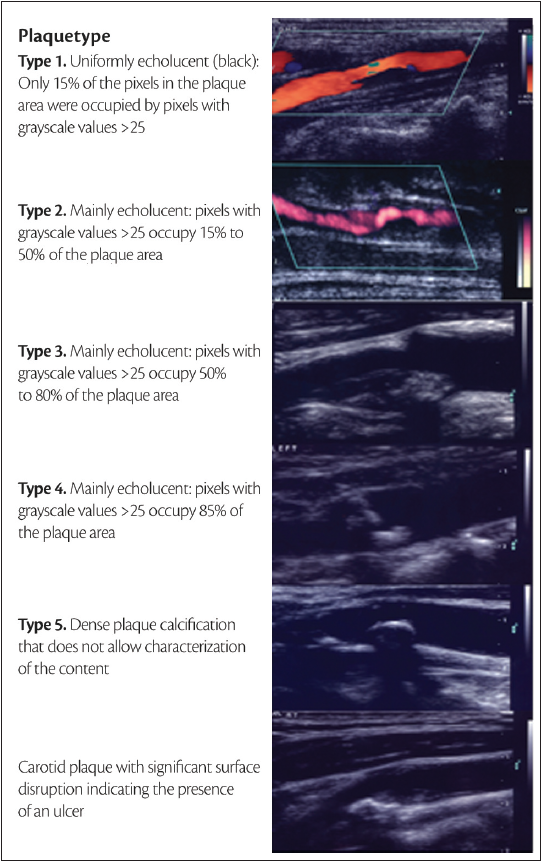 Plaquetype
Type 1. Uniformly echolucent (black):
Only 15% of the pixels in the plaque
area were occupied by pixels with
grayscale values >25
Type 2. Mainly echolucent: pixels with
grayscale values >25 occupy 15% to
50% of the plaque area
Type 3. Mainly echolucent: pixels with
grayscale values >25 occupy 50%
to 80% of the plaque area
LEFT
Type 4. Mainly echolucent: pixels with
grayscale values >25 occupy 85% of
the plaque area
Type 5. Dense plaque calcification
that does not allow characterization
of the content
Carotid plaque with significant surface
disruption indicating the presence
of an ulcer